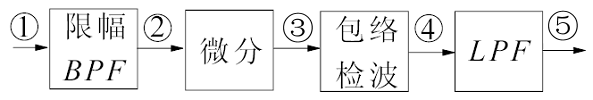 ① 限幅 BPF ② 微分 ③ 包络 检波 ④ LPF ⑤